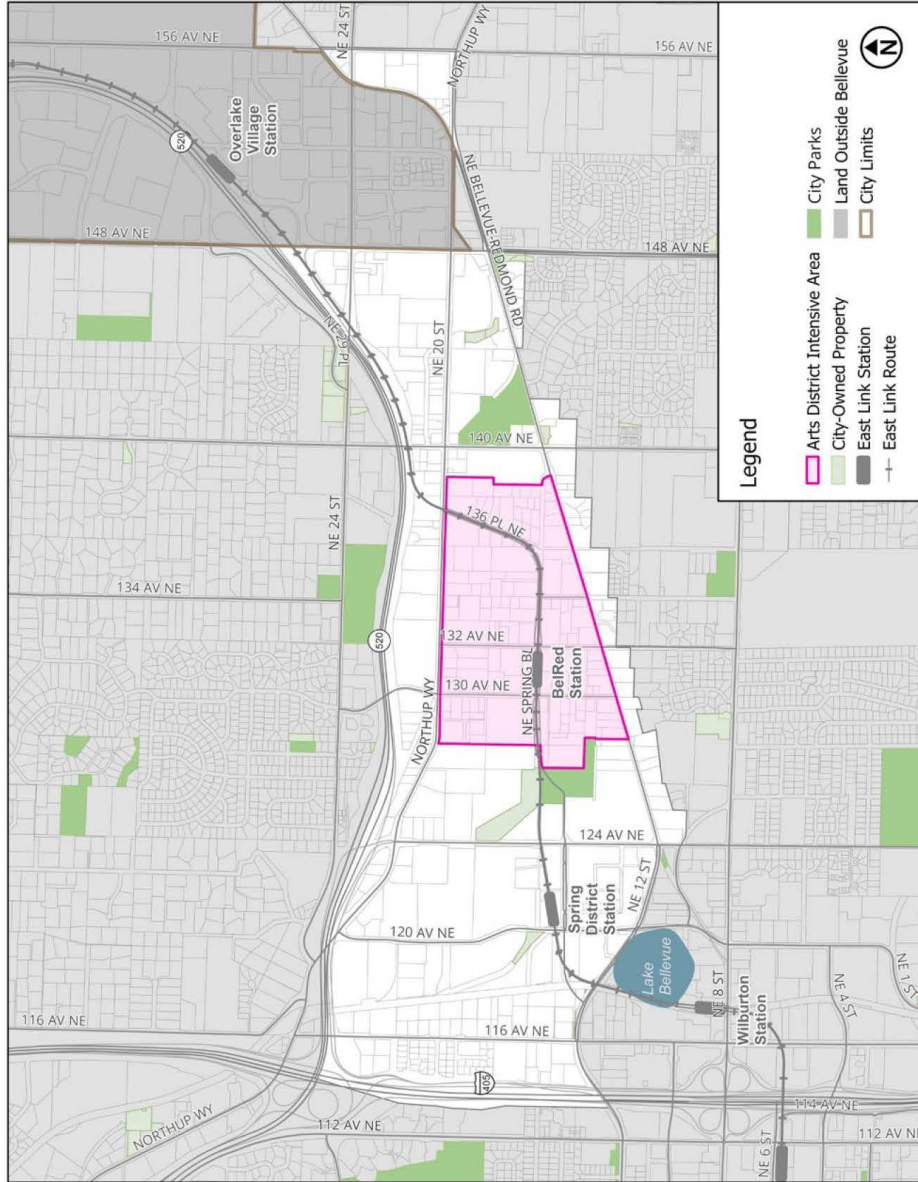 156 AV NE
NE 24 ST
NORTHUP WY
156 AV NE
520
Overlake
Village
Station
148 AV NE
NE BELLEVUE-REDMOND RD
148 AV NE
NE 29 PL
NE 20 ST
140 AV NE
NE 24 ST
134 AV NE
136 PL NE
520
132 AV NE
130 AV NE
NE SPRING BL
BelRed
Station
NORTHUP WY
124 AV NE
NE 12 ST
Spring
District
Station
120 AV NE
Lake
Bellevue
NE 8 ST
NE 4 ST
116 AV NE
116 AV NE
Wilburton
Station
405
114 AV NE
NORTHUP WY
112 AV NE
NE 6 ST
112 AV NE
Legend
Arts District Intensive Area
City-Owned Property
East Link Station
East Link Route
City Parks
Land Outside Bellevue
City Limits
N